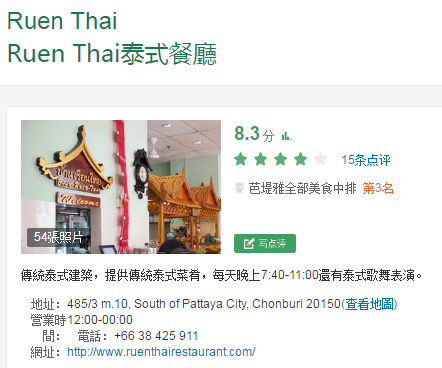 Ruen Thai
Ruen Thai泰式餐廳
Welcome
54張照片
8.3 分
15条点评
芭堤雅全部美食中排 第3名
写点评
傳統泰式建築，提供傳統泰式菜肴，每天晚上7:40-11:00還有泰式歌舞表演。
地址：485/3 m.10, South of Pattaya City, Chonburi 20150(查看地圖)
營業時12:00-00:00
間： 電話：+66 38 425 911
網址：http://www.ruenthairestaurant.com/